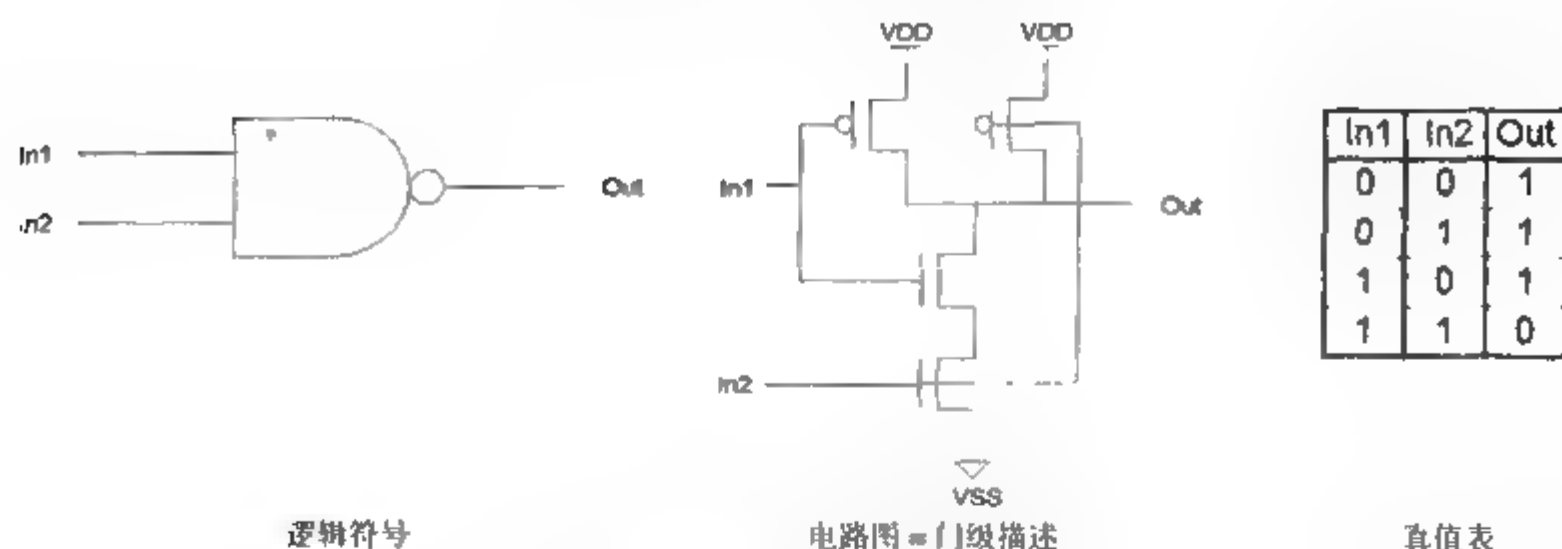 In1
In2
Out
VDD
VDD
In1
Out
In2
VSS
In1 In2 Out
0 0 1
0 1 1
1 0 1
1 1 0
逻辑符号
电路图=门级描述
真值表